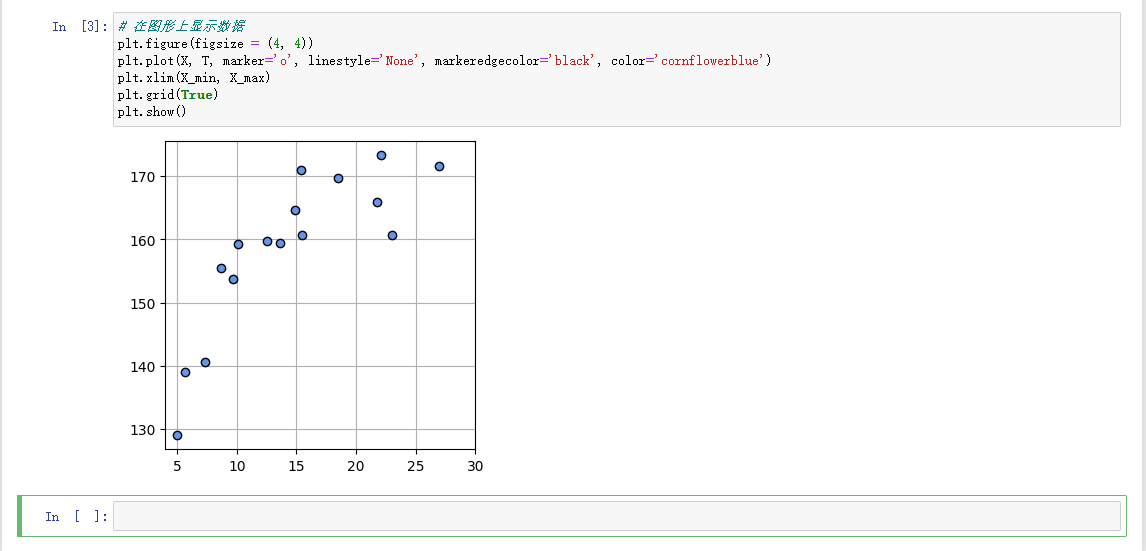 In [3]: # 在图形上显示数据
plt.figure(figsize = (4, 4))
plt.plot(X, T, marker='o', linestyle='None', markeredgecolor='black', color='cornflowerblue')
plt.xlim(X_min, X_max)
plt.grid(True)
plt.show()
170
160
150
140
130
5 10 15 20 25 30
In [ ]: